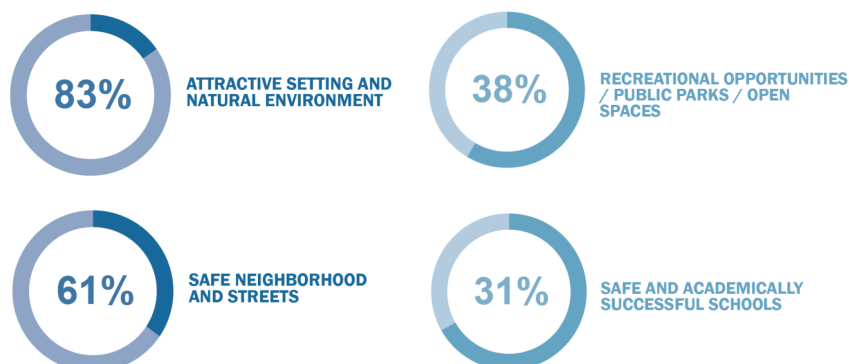 83%
ATTRACTIVE SETTING AND
NATURAL ENVIRONMENT
38%
RECREATIONAL OPPORTUNITIES
/ PUBLIC PARKS / OPEN
SPACES
61%
SAFE NEIGHBORHOOD
AND STREETS
31%
SAFE AND ACADEMICALLY
SUCCESSFUL SCHOOLS